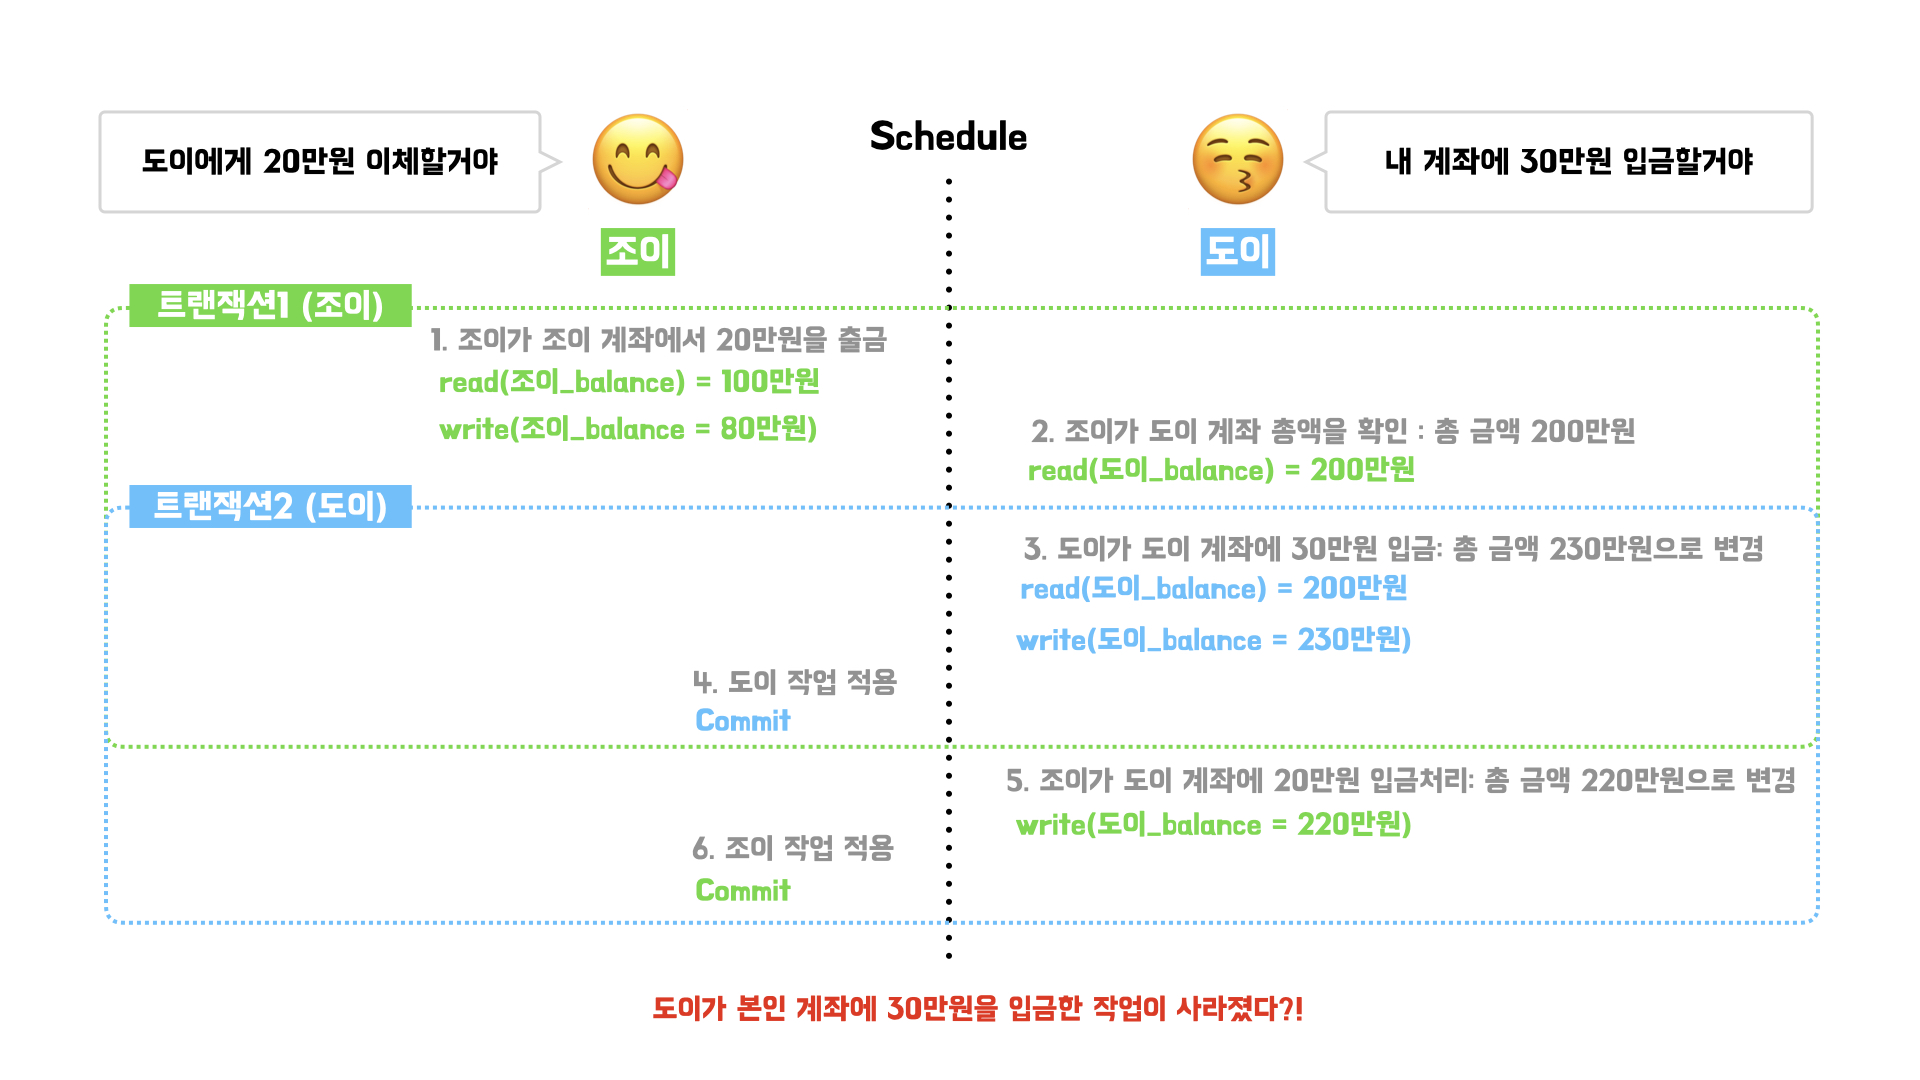 도이에게 20만원 이체할거야
Schedule
내 계좌에 30만원 입금할거야
조이
도이
트랜잭션1 (조이)
1. 조이가 조이 계좌에서 20만원을 출금
read(조이_balance) = 100만원
write(조이_balance = 80만원)
2. 조이가 도이 계좌 총액을 확인 : 총 금액 200만원
read(도이_balance) = 200만원
트랜잭션2 (도이)
3. 도이가 도이 계좌에 30만원 입금: 총 금액 230만원으로 변경
read(도이_balance) = 200만원
write(도이_balance = 230만원)
4. 도이 작업 적용
Commit
5. 조이가 도이 계좌에 20만원 입금처리: 총 금액 220만원으로 변경
write(도이_balance = 220만원)
6. 조이 작업 적용
Commit
도이가 본인 계좌에 30만원을 입금한 작업이 사라졌다?!